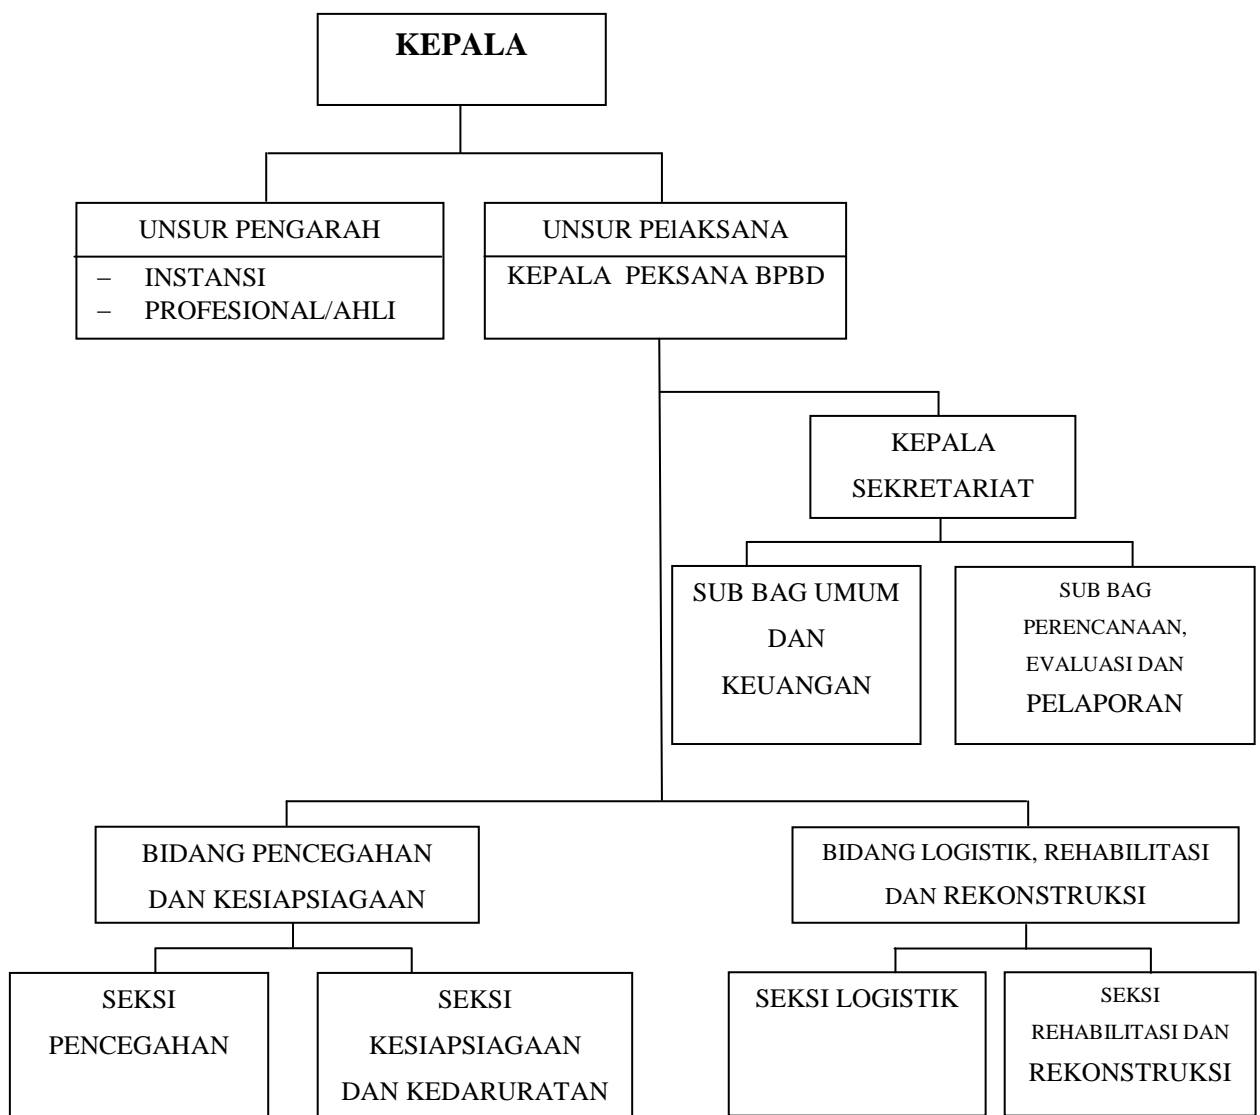 KEPALA
UNSUR PENGARAH
– INSTANSI
– PROFESIONAL/AHLI
UNSUR PElAKSANA
KEPALA PEKSANA BPBD
KEPALA
SEKRETARIAT
SUB BAG UMUM
DAN
KEUANGAN
SUB BAG
PERENCANAAN,
EVALUASI DAN
PELAPORAN
BIDANG PENCEGAHAN
DAN KESIAPSIAGAAN
BIDANG LOGISTIK, REHABILITASI
DAN REKONSTRUKSI
SEKSI
PENCEGAHAN
SEKSI
KESIAPSIAGAAN
DAN KEDARURATAN
SEKSI LOGISTIK
SEKSI
REHABILITASI DAN
REKONSTRUKSI